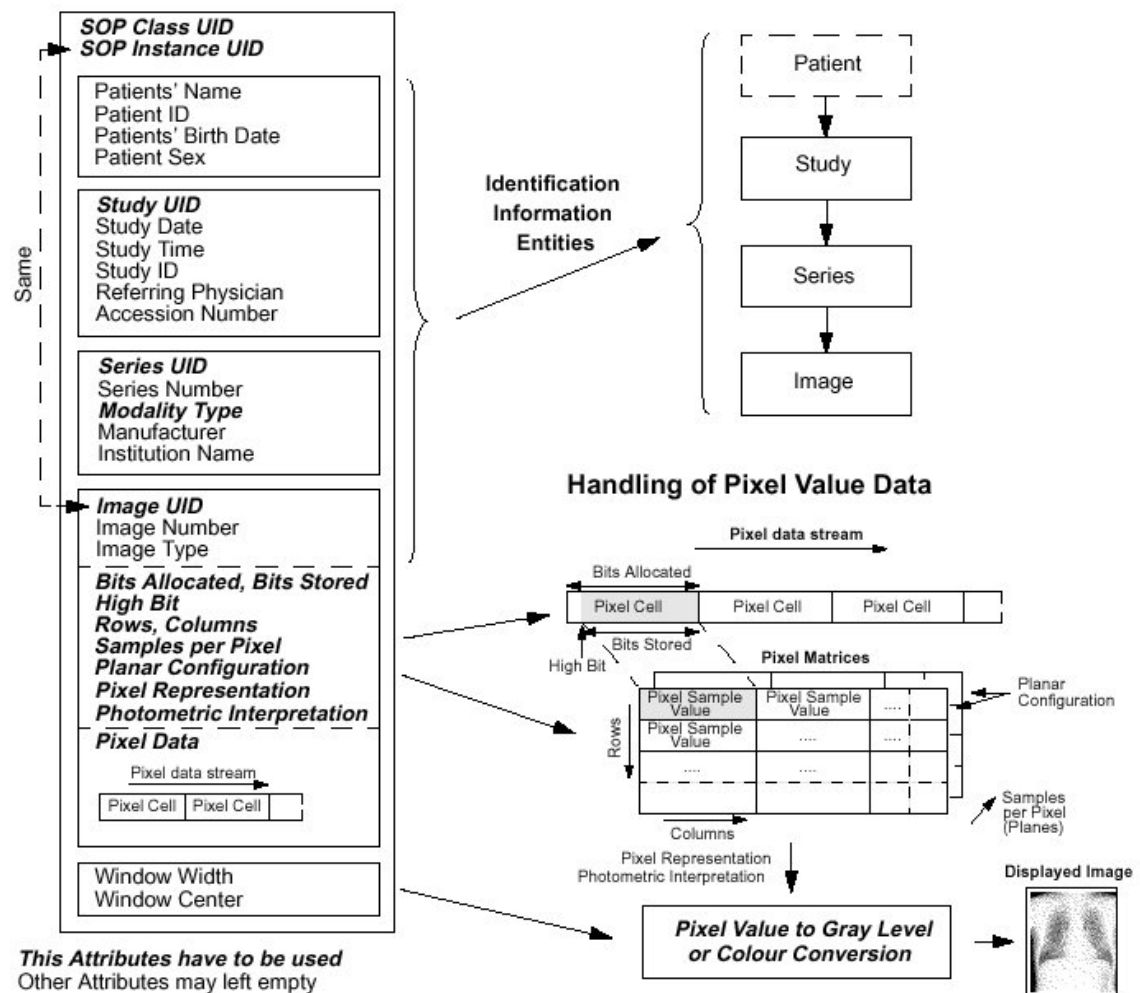 SOP Class UID
SOP Instance UID
Patients' Name
Patient ID
Patients' Birth Date
Patient Sex
Study UID
Study Date
Study Time
Study ID
Referring Physician
Accession Number
Series UID
Series Number
Modality Type
Manufacturer
Institution Name
Image UID
Image Number
Image Type
Bits Allocated, Bits Stored
High Bit
Rows, Columns
Samples per Pixel
Planar Configuration
Pixel Representation
Photometric Interpretation
Pixel Data
Pixel data stream
Pixel Cell
Pixel Cell
Window Width
Window Center
Same
This Attributes have to be used
Other Attributes may left empty
Identification
Information
Entities
Patient
Study
Series
Image
Handling of Pixel Value Data
Pixel data stream
Bits Allocated
Pixel Cell
Pixel Cell
Pixel Cell
Bits Stored
High Bit
Pixel Matrices
Pixel Sample
Value
Pixel Sample
Value
....
Pixel Sample
Value
....
....
....
....
Rows
Columns
Planar
Configuration
Samples
per Pixel
(Planes)
Pixel Representation
Photometric Interpretation
Pixel Value to Gray Level
or Colour Conversion
Displayed Image